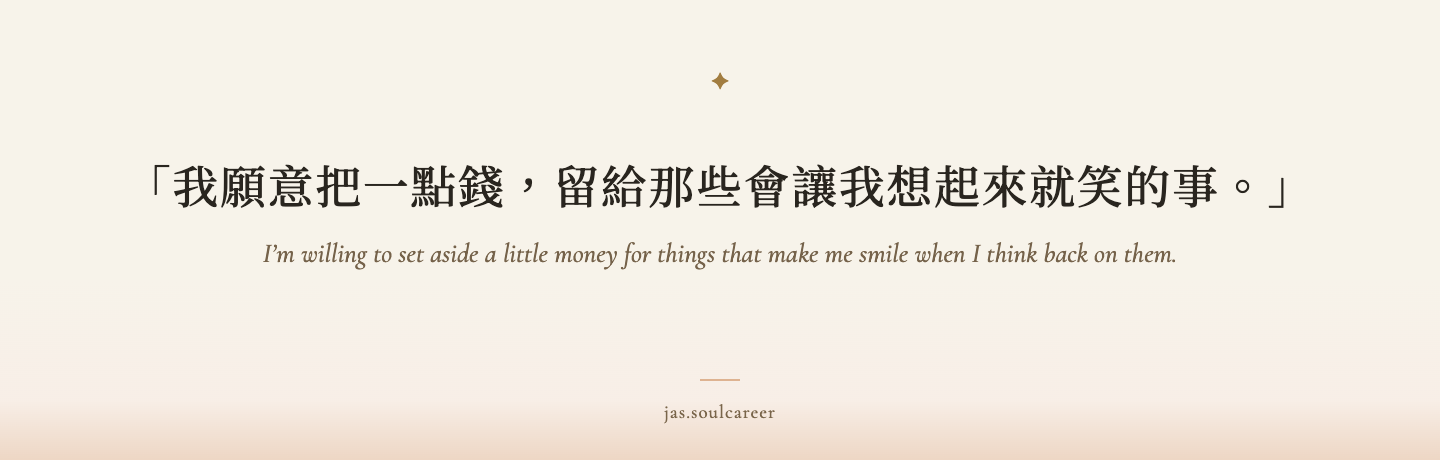 「我願意把一點錢，留給那些會讓我想起來就笑的事。」
I’m willing to set aside a little money for things that make me smile when I think back on them.
jas.soulcareer